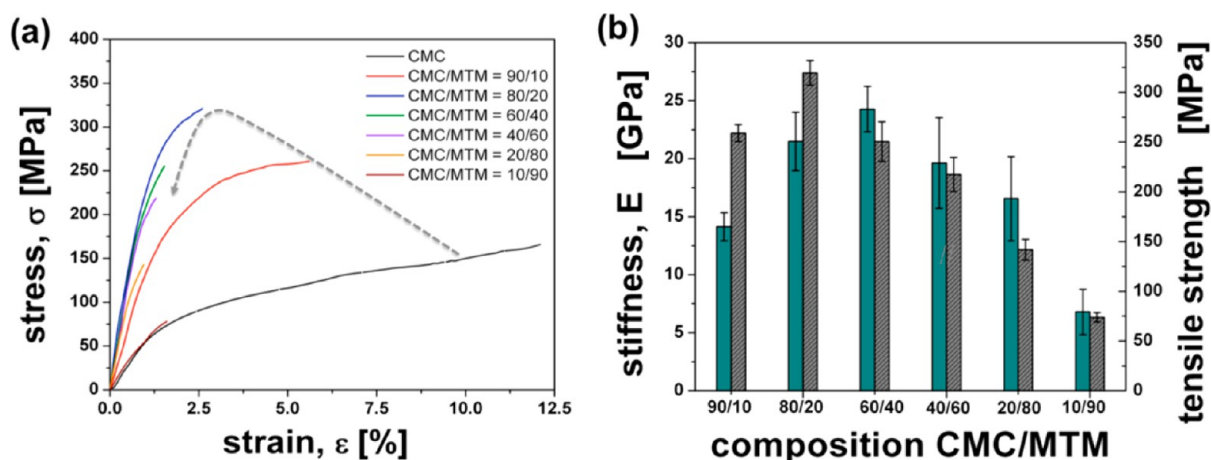 (a)
stress, σ [MPa]
400
350
300
250
200
150
100
50
0
0.0
2.5
5.0
7.5
10.0
12.5
strain, ε [%]
CMC
CMC/MTM = 90/10
CMC/MTM = 80/20
CMC/MTM = 60/40
CMC/MTM = 40/60
CMC/MTM = 20/80
CMC/MTM = 10/90
(b)
stiffness, E [GPa]
30
25
20
15
10
5
0
90/10
80/20
60/40
40/60
20/80
10/90
composition CMC/MTM
350
300
250
200
150
100
50
0
tensile strength [MPa]